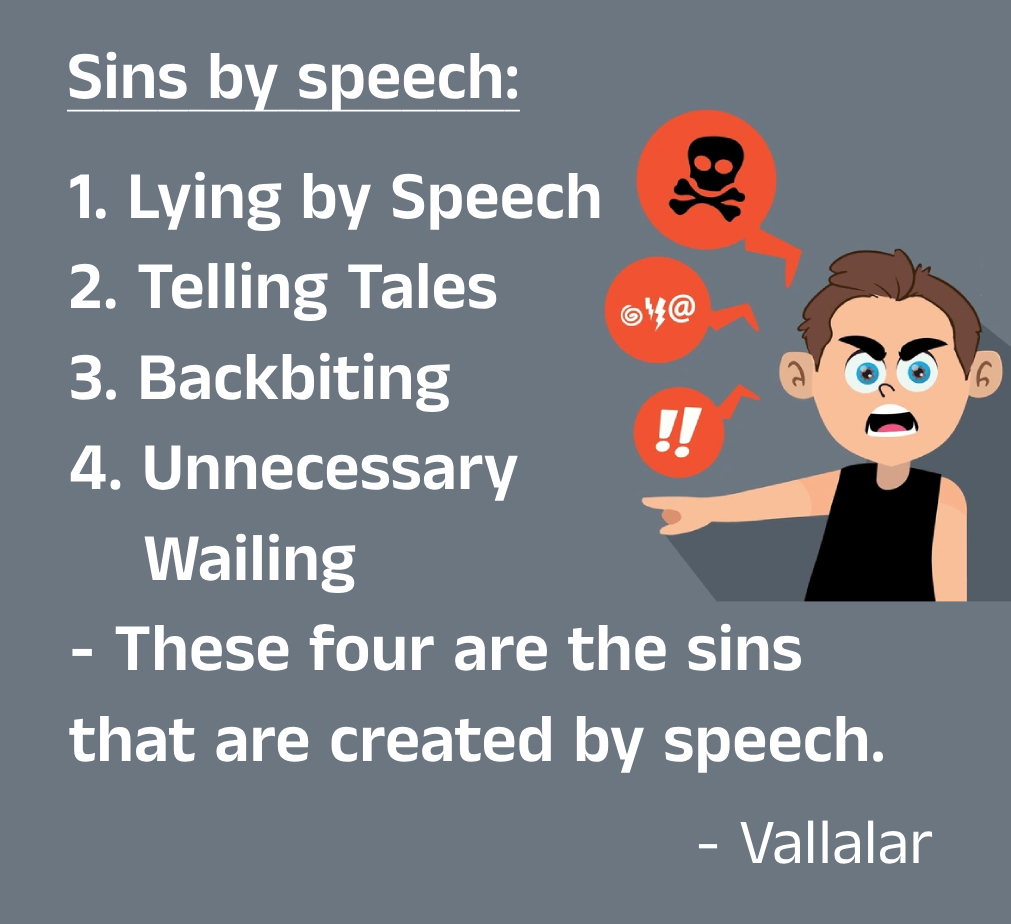 Sins by speech:
1. Lying by Speech
2. Telling Tales
3. Backbiting
4. Unnecessary
Wailing
- These four are the sins
that are created by speech.
- Vallalar